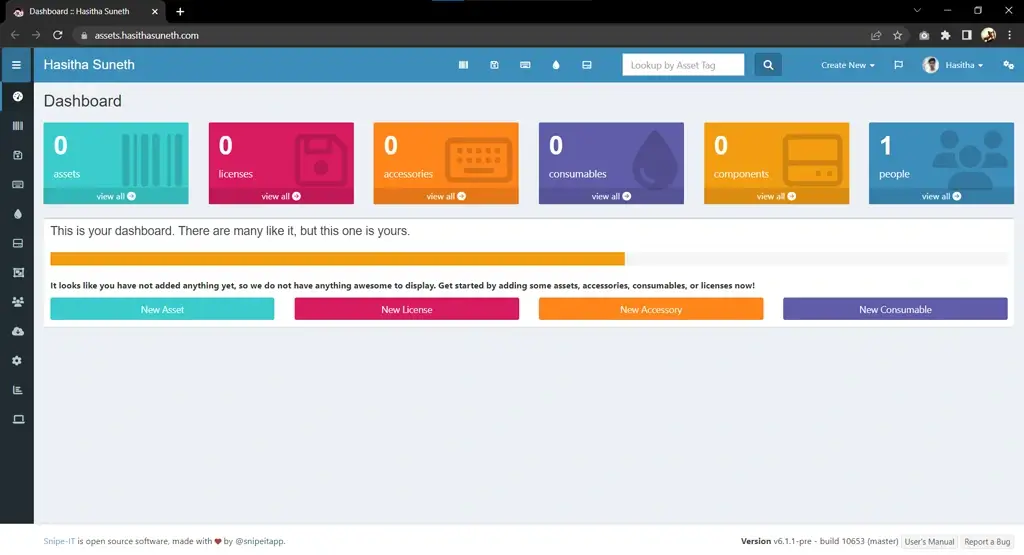 Dashboard :: Hasitha Suneth
assets.hasithasuneth.com
Hasitha Suneth
Lookup by Asset Tag
Create New
Hasitha
Dashboard
0
assets
view all
0
licenses
view all
0
accessories
view all
0
consumables
view all
0
components
view all
1
people
view all
This is your dashboard. There are many like it, but this one is yours.
It looks like you have not added anything yet, so we do not have anything awesome to display. Get started by adding some assets, accessories, consumables, or licenses now!
New Asset
New License
New Accessory
New Consumable
Snipe-IT is open source software, made with ❤ by @snipeitapp.
Version v6.1.1-pre - build 10653 (master) User's Manual Report a Bug